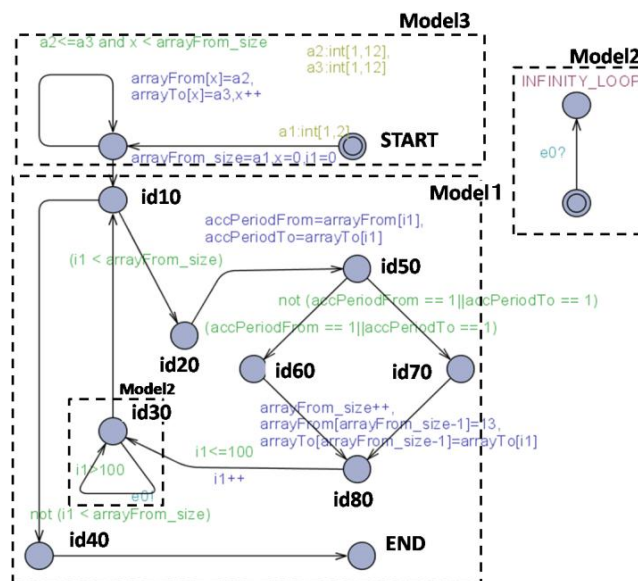 Model3
a2<=a3 and x < arrayFrom_size
a2:int[1,12],
a3:int[1,12]
arrayFrom[x]=a2,
arrayTo[x]=a3,x++
a1:int[1,2]
START
arrayFrom_size=a1,x=0,i1=0
Model2
INFINITY_LOOP
e0?
Model1
id10
accPeriodFrom=arrayFrom[i1],
accPeriodTo=arrayTo[i1]
(i1 < arrayFrom_size)
id50
not (accPeriodFrom == 1||accPeriodTo == 1)
id20
(accPeriodFrom == 1||accPeriodTo == 1)
id60
id70
Model2
id30
arrayFrom_size++,
arrayFrom[arrayFrom_size-1]=13,
arrayTo[arrayFrom_size-1]=arrayTo[i1]
i1<=100
i1>100
i1++
e0!
id80
not (i1 < arrayFrom_size)
id40
END